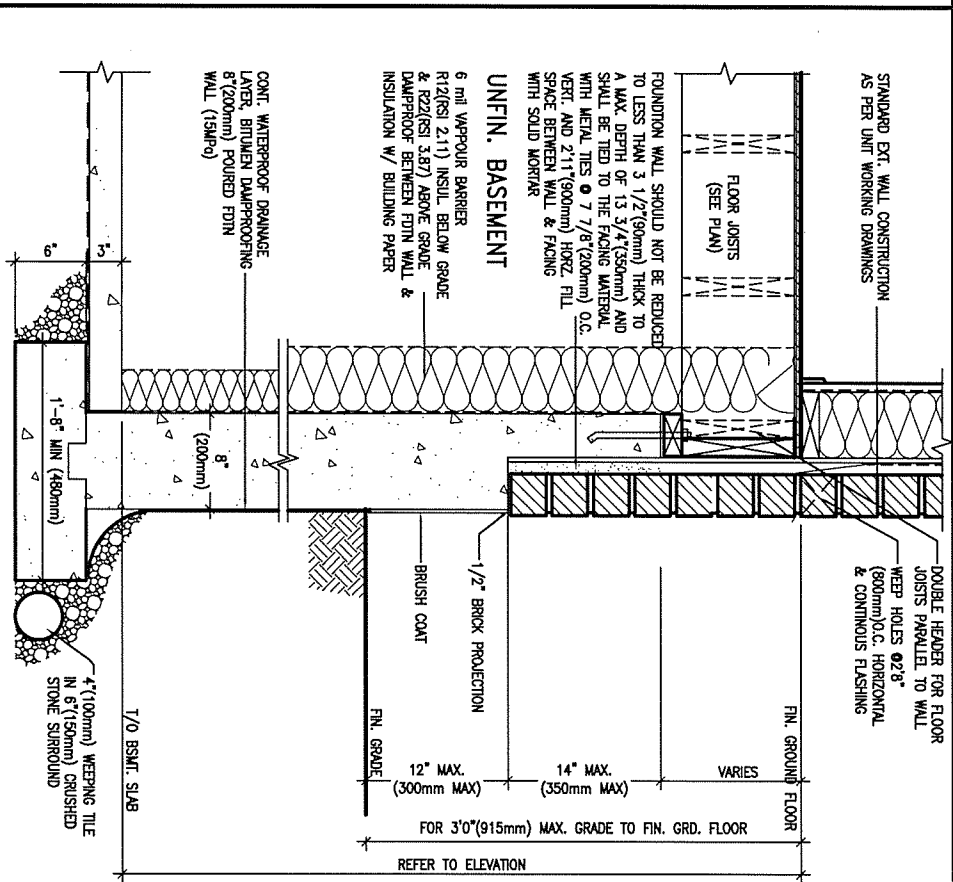 STANDARD EXT. WALL CONSTRUCTION
AS PER UNIT WORKING DRAWINGS
FLOOR JOISTS
(SEE PLAN)
FOUNDTION WALL SHOULD NOT BE REDUCED
TO LESS THAN 3 1/2"(90mm) THICK TO
A MAX. DEPTH OF 13 3/4"(350mm) AND
SHALL BE TIED TO THE FACING MATERIAL
WITH METAL TIES @ 7 7/8"(200mm) O.C.
VERT. AND 2'11"(900mm) HORZ. FILL
SPACE BETWEEN WALL & FACING
WITH SOLID MORTAR
UNFIN. BASEMENT
6 mil VAPPOUR BARRIER
R12(RSI 2.11) INSUL BELOW GRADE
& R22(RSI 3.87) ABOVE GRADE
DAMPPROOF BETWEEN FDTN WALL &
INSULATION W/ BUILDING PAPER
CONT. WATERPROOF DRAINAGE
LAYER, BITUMEN DAMPPROOFING
8"(200mm) POURED FDTN
WALL (15MPa)
6"
3"
1'-8" MIN (480mm)
8"
(200mm)
DOUBLE HEADER FOR FLOOR
JOISTS PARALLEL TO WALL
WEEP HOLES @2'8"
(800mm)O.C. HORIZONTAL
& CONTINOUS FLASHING
1/2" BRICK PROJECTION
BRUSH COAT
FIN. GROUND FLOOR
FIN. GRADE
T/O BSMT. SLAB
4"(100mm) WEEPING TILE
IN 6"(150mm) CRUSHED
STONE SURROUND
12" MAX.
(300mm MAX)
14" MAX.
(350mm MAX)
VARIES
FOR 3'0"(915mm) MAX. GRADE TO FIN. GRD. FLOOR
REFER TO ELEVATION